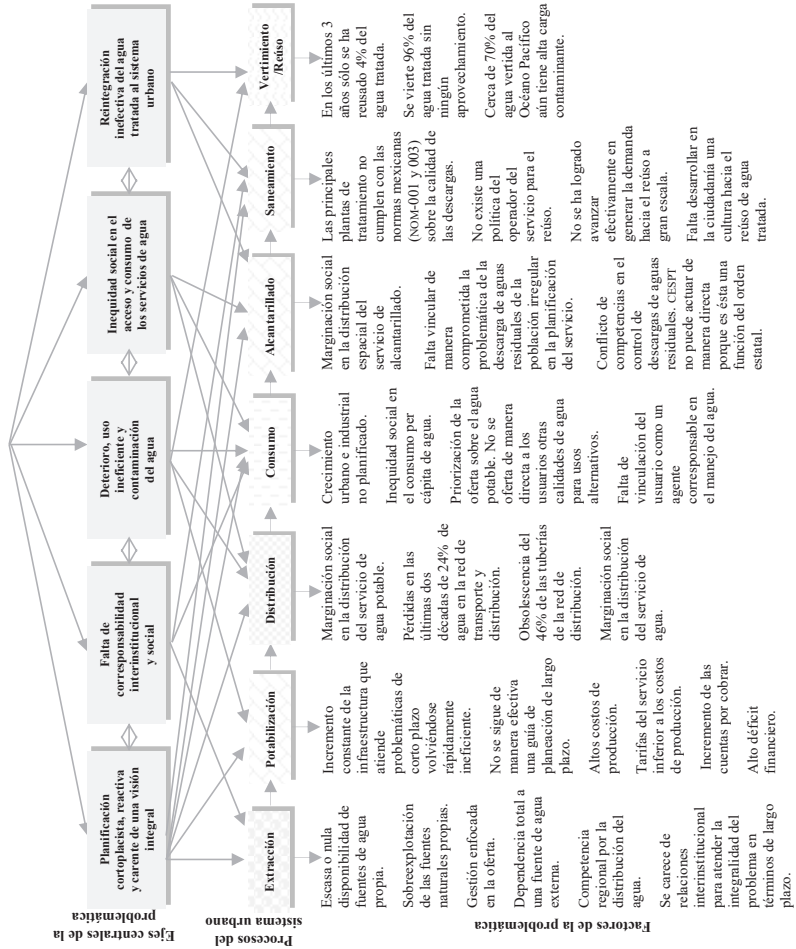 Ejes centrales de la
problemática
Planificación
cortoplacista, reactiva
y carente de una visión
integral
Falta de
corresponsabilidad
interinstitucional
y social
Deterioro, uso
ineficiente y
contaminación
del agua
Inequidad social en el
acceso y consumo de
los servicios de agua
Reintegración
inefectiva del agua
tratada al sistema
urbano
Procesos del
sistema urbano
Extracción
Potabilización
Distribución
Consumo
Alcantarillado
Saneamiento
Vertimiento
/Reúso
Factores de la problemática
Escasa o nula
disponibilidad de
fuentes de agua
propia.
Sobreexplotación
de las fuentes
naturales propias.
Gestión enfocada
en la oferta.
Dependencia total a
una fuente de agua
externa.
Competencia
regional por la
distribución del
agua.
Se carece de
relaciones
interinstitucional
para atender la
integralidad del
problema en
términos de largo
plazo.
Incremento
constante de la
infraestructura que
atiende
problemáticas de
corto plazo
volviéndose
rápidamente
ineficiente.
No se sigue de
manera efectiva
una guía de
planeación de largo
plazo.
Altos costos de
producción.
Tarifas del servicio
inferior a los costos
de producción.
Incremento de las
cuentas por cobrar.
Alto déficit
financiero.
Marginación social
en la distribución
del servicio de
agua potable.
Pérdidas en las
últimas dos
décadas de 24% de
agua en la red de
transporte y
distribución.
Obsolescencia del
46% de las tuberías
de la red de
distribución.
Marginación social
en la distribución
del servicio de
agua.
Crecimiento
urbano e industrial
no planificado.
Inequidad social en
el consumo per
cápita de agua.
Priorización de la
oferta sobre el agua
potable. No se
oferta de manera
directa a los
usuarios otras
calidades de agua
para usos
alternativos.
Falta de
vinculación del
usuario como un
agente
corresponsable en
el manejo del agua.
Marginación social
en la distribución
espacial del
servicio de
alcantarillado.
Falta vincular de
manera
comprometida la
problemática de la
descarga de aguas
residuales de la
población irregular
en la planificación
del servicio.
Conflicto de
competencias en el
control de
descargas de aguas
residuales. CESPT
no puede actuar de
manera directa
porque es ésta una
función del orden
estatal.
Las principales
plantas de
tratamiento no
cumplen con las
normas mexicanas
(NOM-001 y 003)
sobre la calidad de
las descargas.
No existe una
política del
operador del
servicio para el
reúso.
No se ha logrado
avanzar
efectivamente en
generar la demanda
hacia el reúso a
gran escala.
Falta desarrollar en
la ciudadanía una
cultura hacia el
reúso de agua
tratada.
En los últimos 3
años sólo se ha
reusado 4% del
agua tratada.
Se vierte 96% del
agua tratada sin
ningún
aprovechamiento.
Cerca de 70% del
agua vertida al
Océano Pacífico
aún tiene alta carga
contaminante.